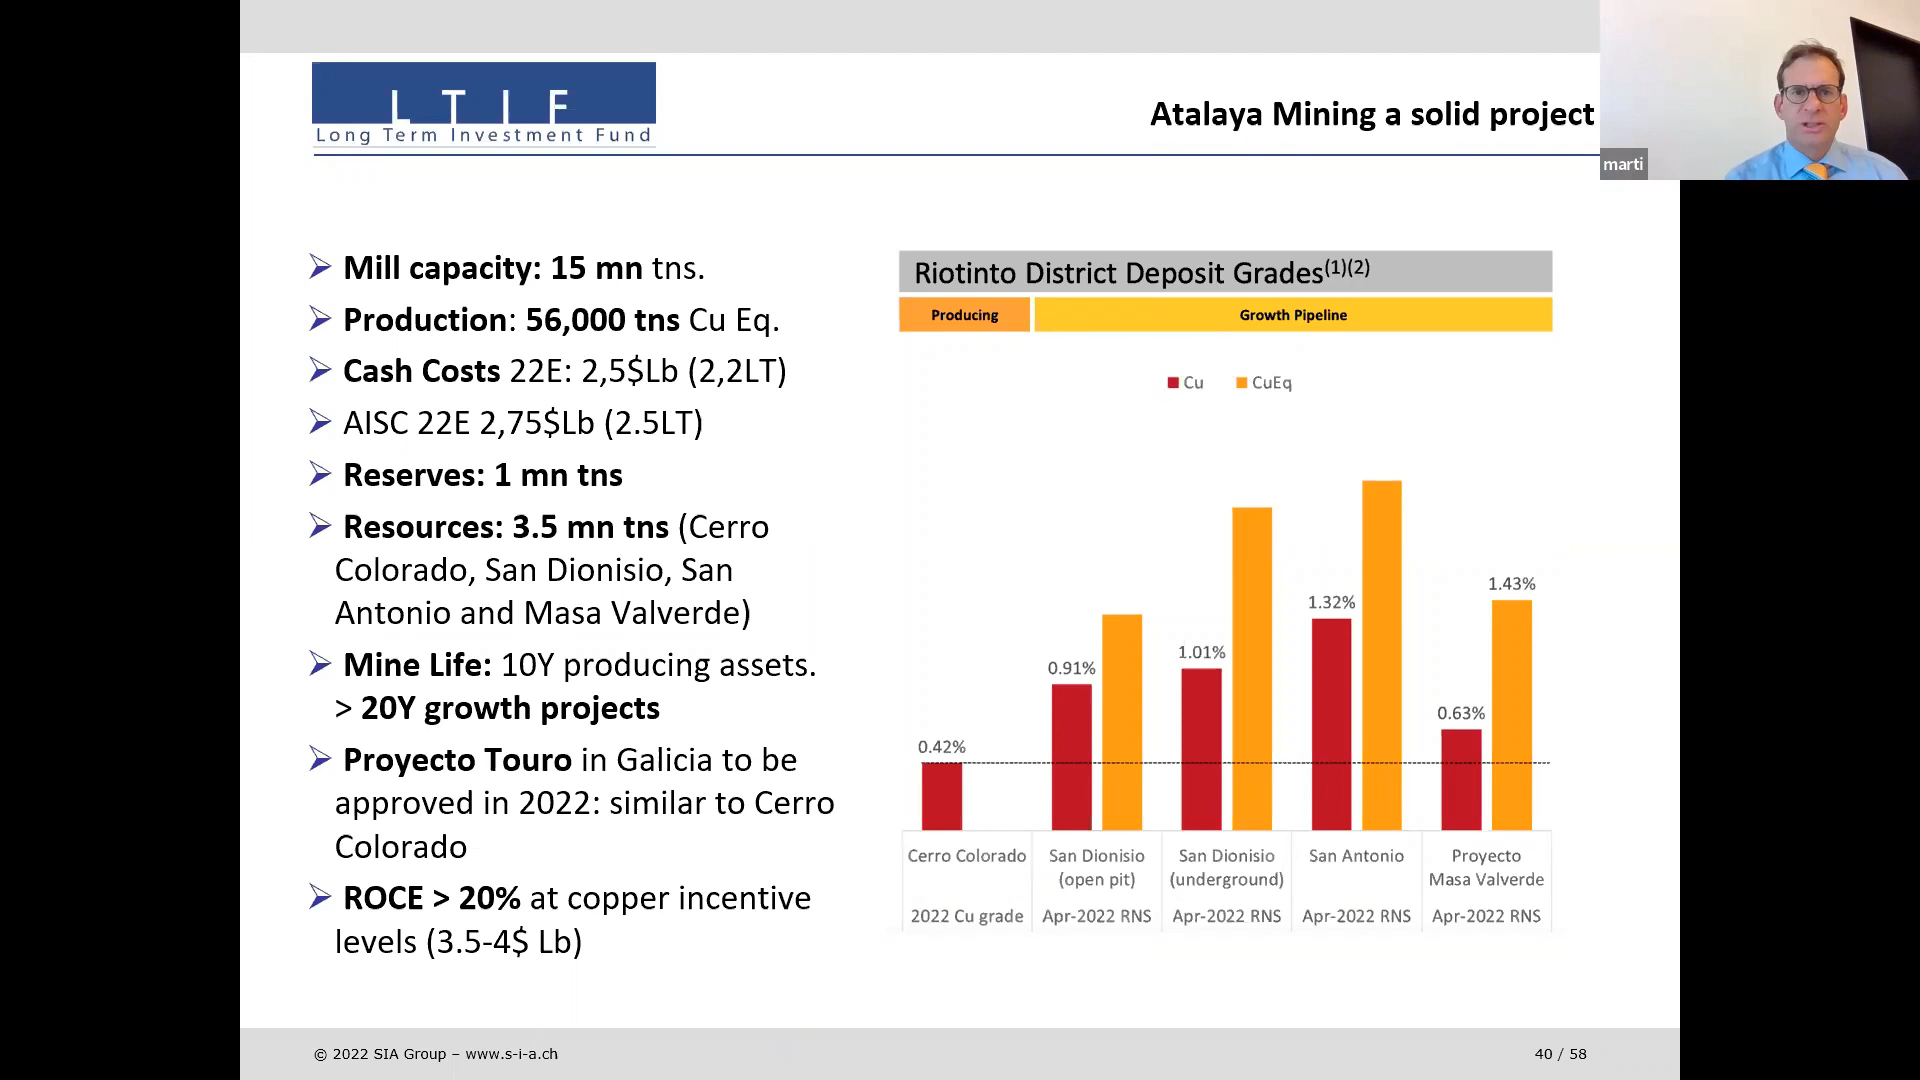 LTIF
Long Term Investment Fund
Atalaya Mining a solid project
marti
Mill capacity: 15 mn tns.
Production: 56,000 tns Cu Eq.
Cash Costs 22E: 2,5$Lb (2,2LT)
AISC 22E 2,75$Lb (2.5LT)
Reserves: 1 mn tns
Resources: 3.5 mn tns (Cerro
Colorado, San Dionisio, San
Antonio and Masa Valverde)
Mine Life: 10Y producing assets.
> 20Y growth projects
Proyecto Touro in Galicia to be
approved in 2022: similar to Cerro
Colorado
ROCE > 20% at copper incentive
levels (3.5-4$ Lb)
Riotinto District Deposit Grades(1)(2)
Producing
Growth Pipeline
Cu CuEq
0.42%
0.91%
1.01%
1.32%
0.63%
1.43%
Cerro Colorado
2022 Cu grade
San Dionisio
(open pit)
Apr-2022 RNS
San Dionisio
(underground)
Apr-2022 RNS
San Antonio
Apr-2022 RNS
Proyecto
Masa Valverde
Apr-2022 RNS
© 2022 SIA Group – www.s-i-a.ch
40 / 58